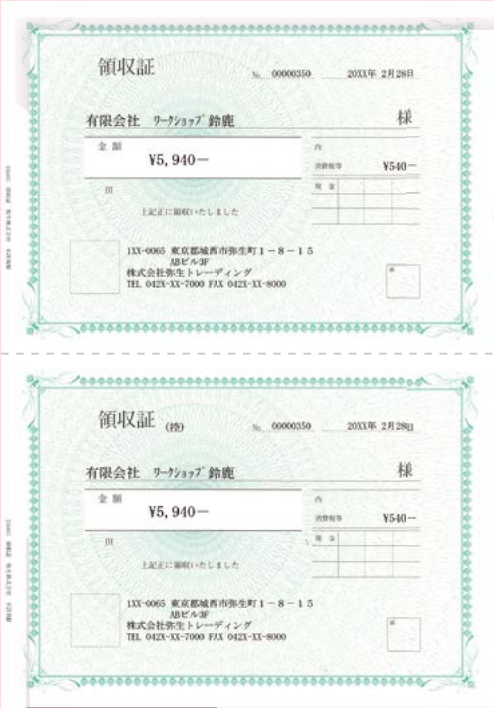 領収証
№ 00000350 20XX年 2月28日
有限会社 ワークショップ 鈴鹿 様
金額 ¥5,940―
内
消費税等 ¥540―
現金
但
上記正に領収いたしました
1XX-0065 東京都城西市弥生町1-8-15
ABビル3F
株式会社弥生トレーディング
TEL 042X-XX-7000 FAX 042X-XX-8000
領収証 (控)
№ 00000350 20XX年 2月28日
有限会社 ワークショップ 鈴鹿 様
金額 ¥5,940―
内
消費税等 ¥540―
現金
但
上記正に領収いたしました
1XX-0065 東京都城西市弥生町1-8-15
ABビル3F
株式会社弥生トレーディング
TEL 042X-XX-7000 FAX 042X-XX-8000